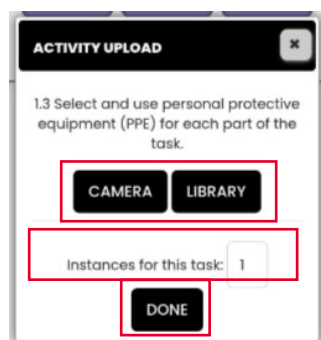 ACTIVITY UPLOAD
×
1.3 Select and use personal protective
equipment (PPE) for each part of the
task.
CAMERA LIBRARY
Instances for this task: 1
DONE